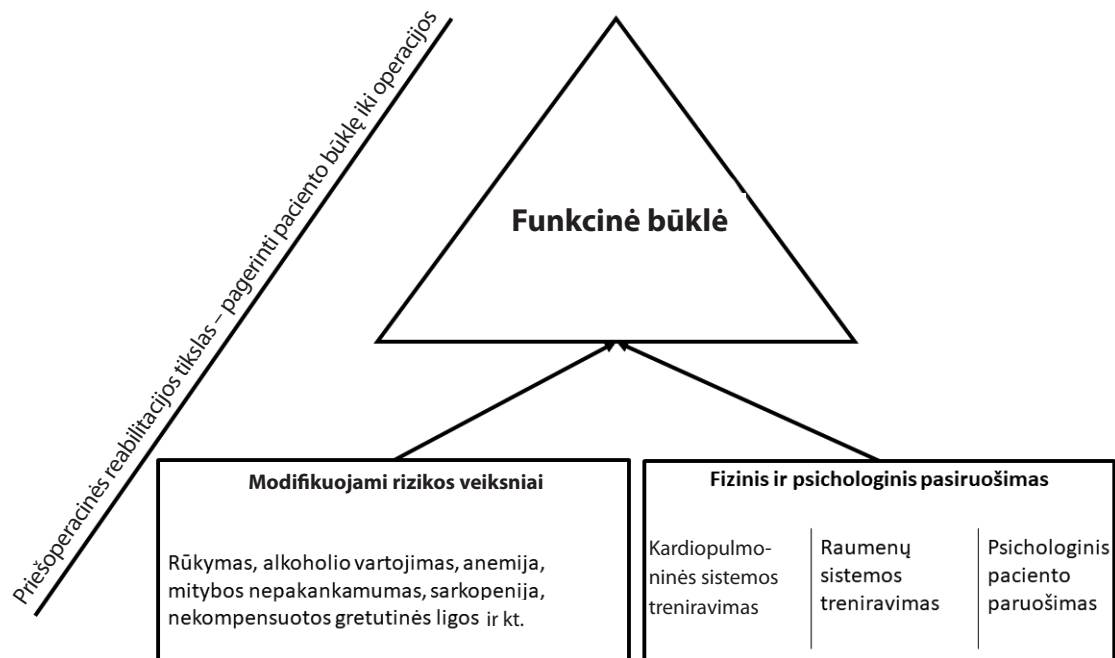 Priešoperacinės reabilitacijos tikslas – pagerinti paciento būklę iki operacijos
Funkcinė būklė
Modifikuojami rizikos veiksniai
Rūkymas, alkoholio vartojimas, anemija,
mitybos nepakankamumas, sarkopenija,
nekompensuotos gretutinės ligos ir kt.
Fizinis ir psichologinis pasiruošimas
Kardiopulmo-
ninės sistemos
treniravimas
Raumenų
sistemos
treniravimas
Psichologinis
paciento
paruošimas